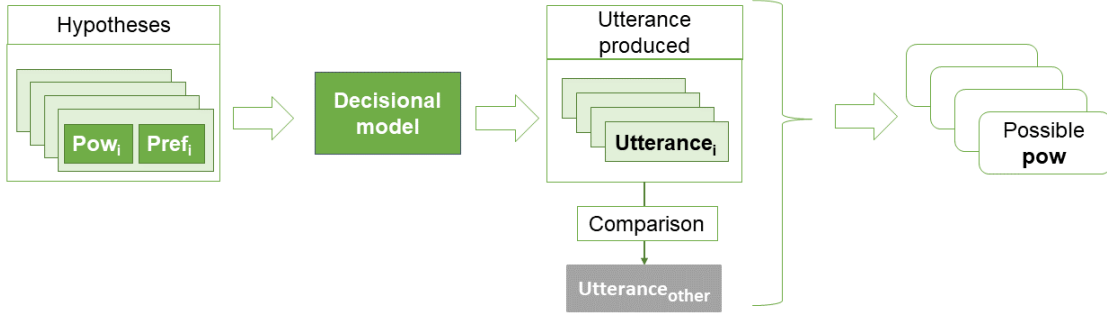 Hypotheses
Pow_i Pref_i
Decisional
model
Utterance
produced
Utterance_i
Comparison
Utterance_other
Possible
pow